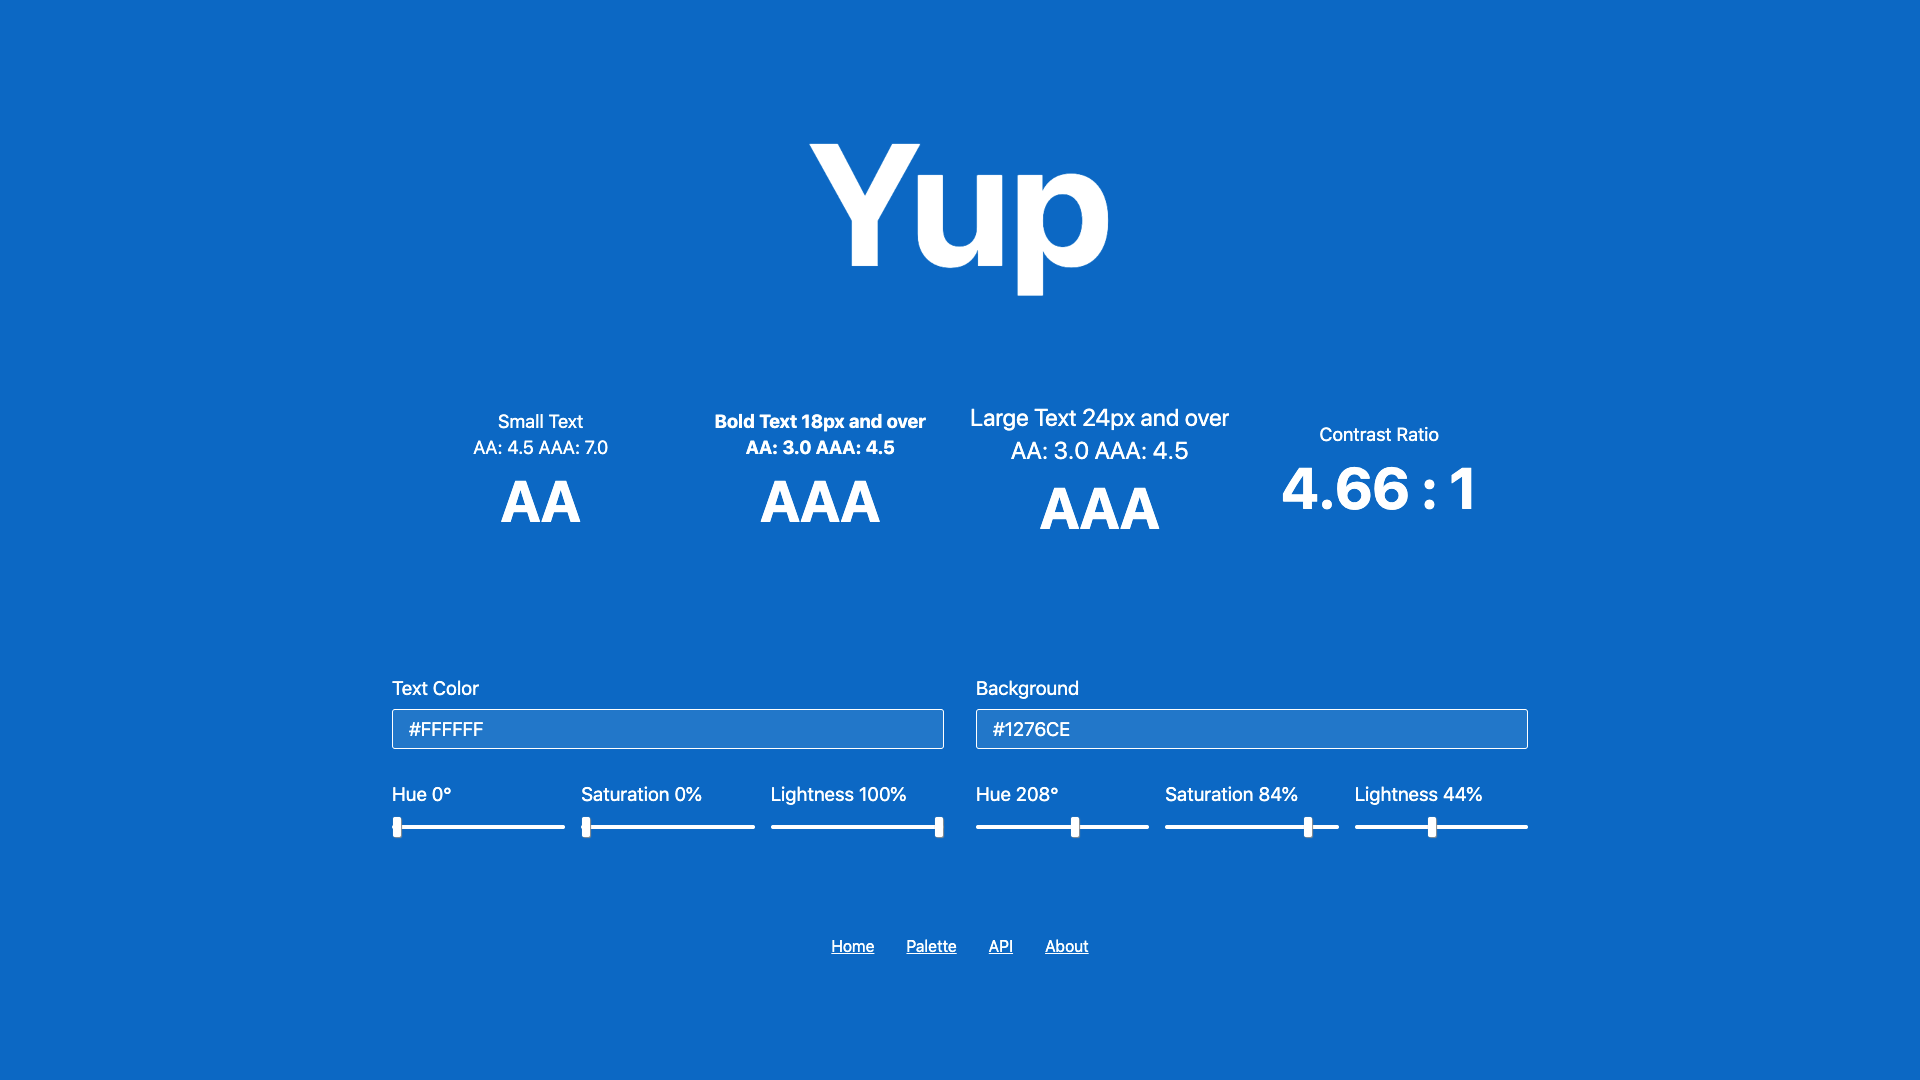 Yup
Small Text
AA: 4.5 AAA: 7.0
AA
Bold Text 18px and over
AA: 3.0 AAA: 4.5
AAA
Large Text 24px and over
AA: 3.0 AAA: 4.5
AAA
Contrast Ratio
4.66 : 1
Text Color
#FFFFFF
Hue 0°
Saturation 0%
Lightness 100%
Background
#1276CE
Hue 208°
Saturation 84%
Lightness 44%
Home
Palette
API
About